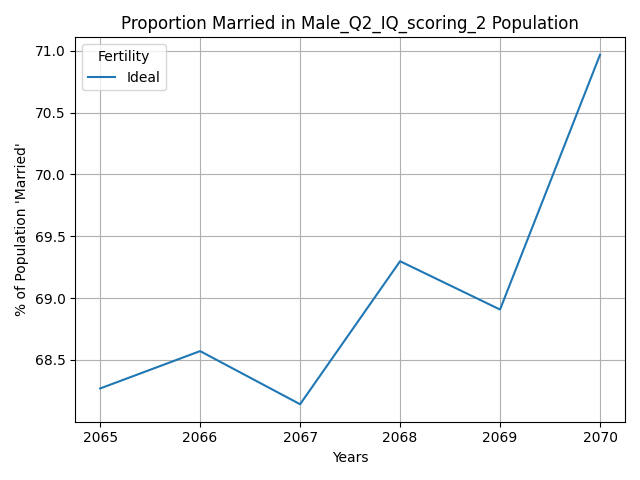 Proportion Married in Male_Q2_IQ_scoring_2 Population
Fertility
Ideal
71.0
70.5
70.0
69.5
69.0
68.5
% of Population 'Married'
2065 2066 2067 2068 2069 2070
Years